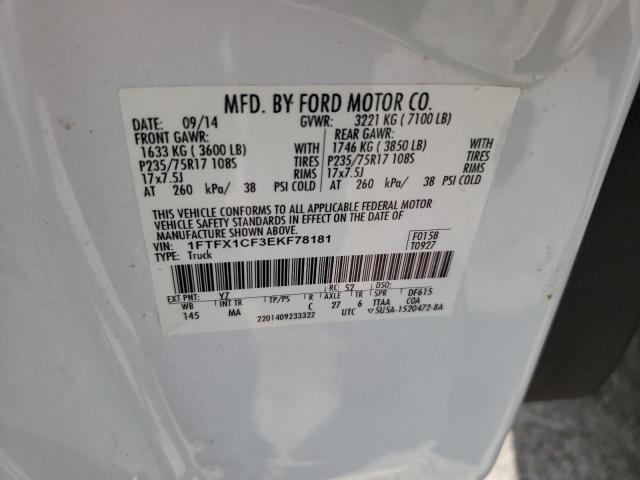 MFD. BY FORD MOTOR CO.
DATE: 09/14 GVWR: 3221 KG ( 7100 LB)
FRONT GAWR: REAR GAWR:
1633 KG ( 3600 LB) WITH 1746 KG ( 3850 LB) WITH
P235/75R17 108S TIRES P235/75R17 108S TIRES
17x7.5J RIMS 17x7.5J RIMS
AT 260 kPa/ 38 PSI COLD AT 260 kPa/ 38 PSI COLD
THIS VEHICLE CONFORMS TO ALL APPLICABLE FEDERAL MOTOR
VEHICLE SAFETY STANDARDS IN EFFECT ON THE DATE OF
MANUFACTURE SHOWN ABOVE.
VIN: 1FTFX1CF3EKF78181 F0158
TYPE: Truck T0927
EXT PNT: YZ RC: 52 DSO: DF615
WB INT TR TP/PS R AXLE TR SPR COA
145 MA C 27 6 TTAA
2201409233322 UTC ▽5U5A-1520472-BA